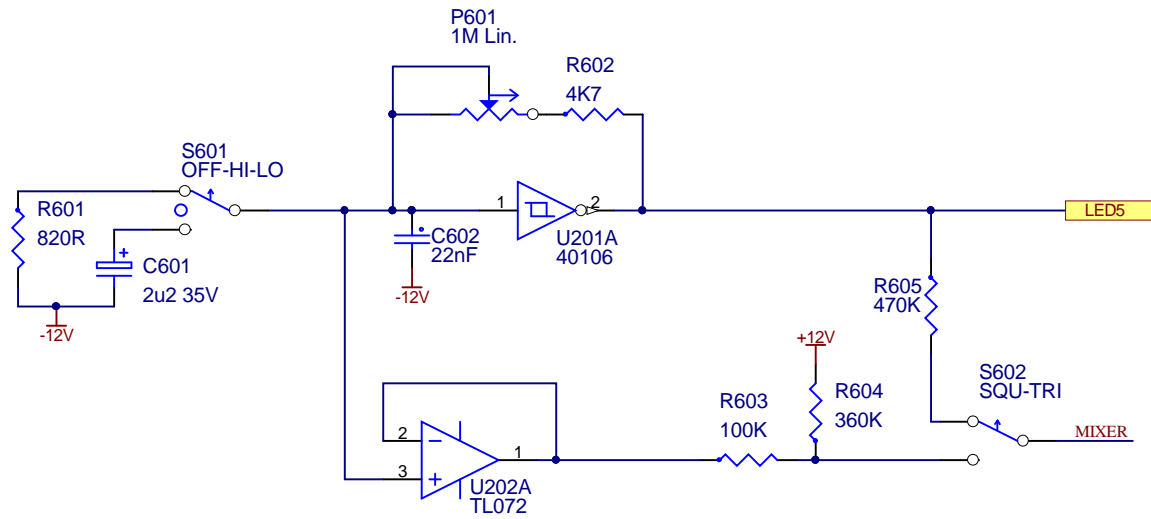 P601
1M Lin.
R602
4K7
S601
OFF-HI-LO
R601
820R
C601
2u2 35V
-12V
C602
22nF
-12V
1
2
U201A
40106
LED5
R605
470K
+12V
S602
SQU-TRI
R603
100K
R604
360K
MIXER
2
3
1
U202A
TL072